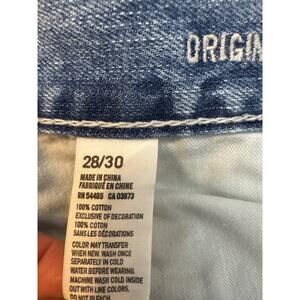 ORIGIN
28/30
MADE IN CHINA
FABRIQUÉ EN CHINE
RN 54485 CA 03873
100% COTTON
EXCLUSIVE OF DECORATION
100% COTON
SANS LES DÉCORATIONS
COLOR MAY TRANSFER
WHEN NEW. WASH ONCE
SEPARATELY IN COLD
WATER BEFORE WEARING.
MACHINE WASH COLD INSIDE
OUT WITH LIKE COLORS.
DO NOT BLEACH.